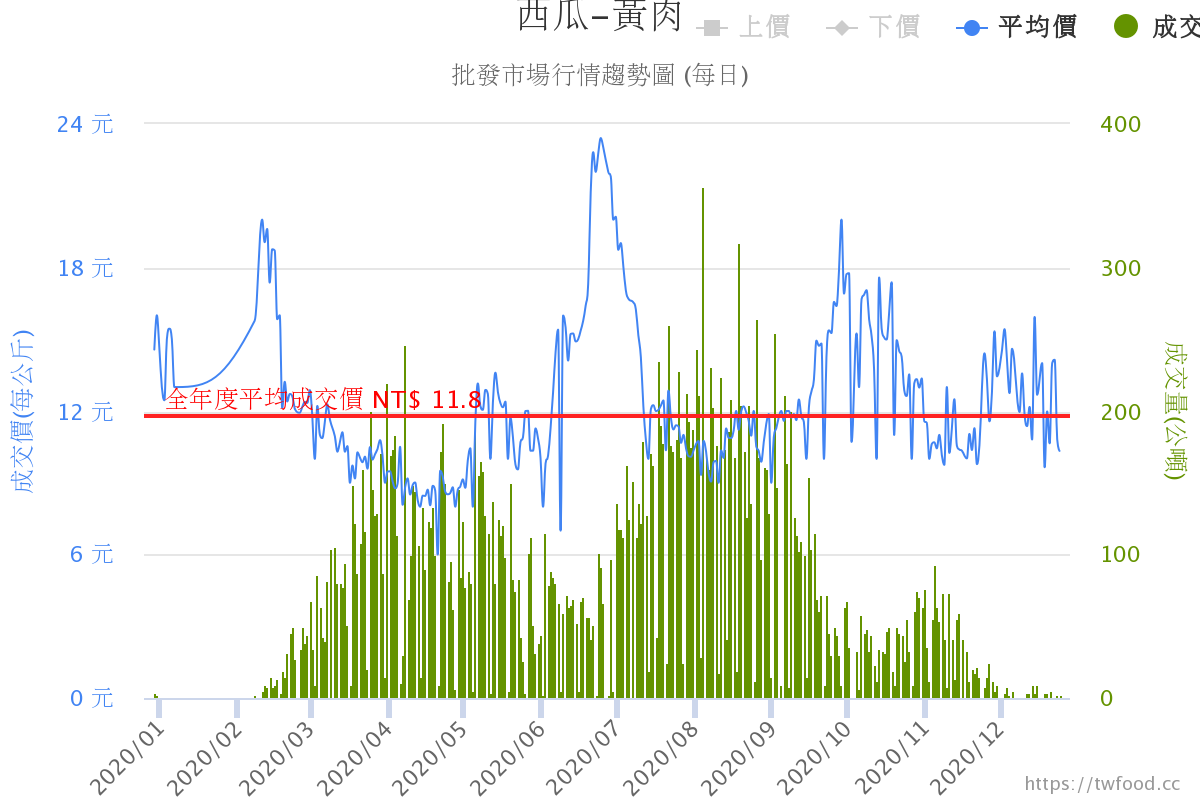 西瓜-黃肉
上價 下價 平均價 成交
批發市場行情趨勢圖 (每日)
24 元
18 元
12 元
6 元
0 元
成交價(每公斤)
全年度平均成交價 NT$ 11.8
400
300
200
100
0
成交量(公噸)
2020/01
2020/02
2020/03
2020/04
2020/05
2020/06
2020/07
2020/08
2020/09
2020/10
2020/11
2020/12
https://twfood.cc